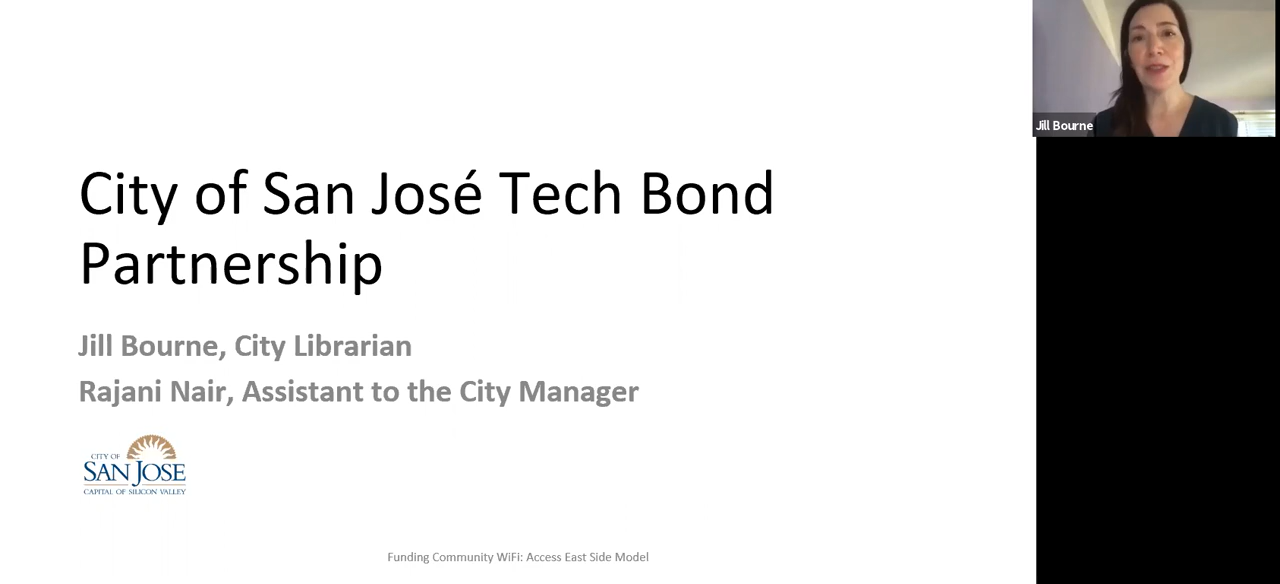 City of San José Tech Bond
Partnership
Jill Bourne, City Librarian
Rajani Nair, Assistant to the City Manager
CITY OF
SAN JOSE
CAPITAL OF SILICON VALLEY
Funding Community WiFi: Access East Side Model
Jill Bourne